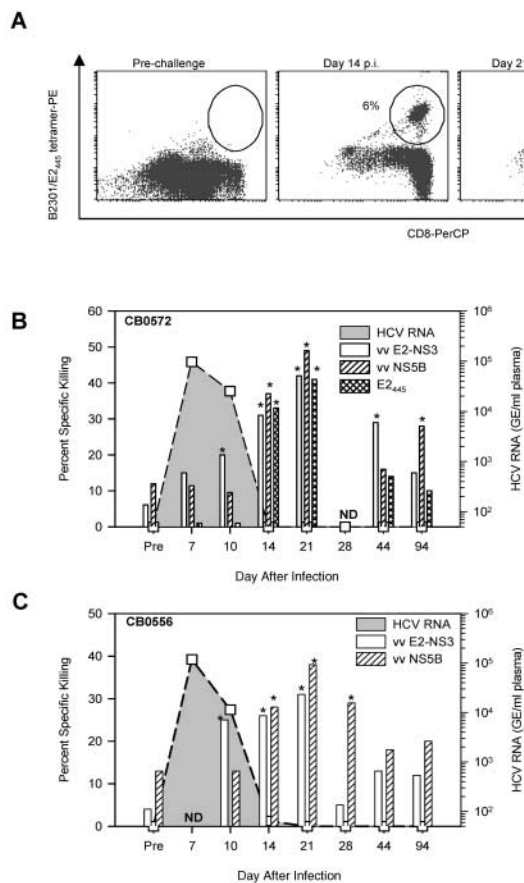 A
Pre-challenge
Day 14 p.i.
Day 2
B2301/E2445 tetramer-PE
6%
CD8-PerCP
B
CB0572
HCV RNA
vv E2-NS3
vv NS5B
E2445
Percent Specific Killing
60
50
40
30
20
10
0
HCV RNA (GE/ml plasma)
10⁶
10⁵
10⁴
10³
10²
ND
Pre 7 10 14 21 28 44 94
Day After Infection
C
CB0556
HCV RNA
vv E2-NS3
vv NS5B
Percent Specific Killing
50
40
30
20
10
0
HCV RNA (GE/ml plasma)
10⁶
10⁵
10⁴
10³
10²
ND
Pre 7 10 14 21 28 44 94
Day After Infection